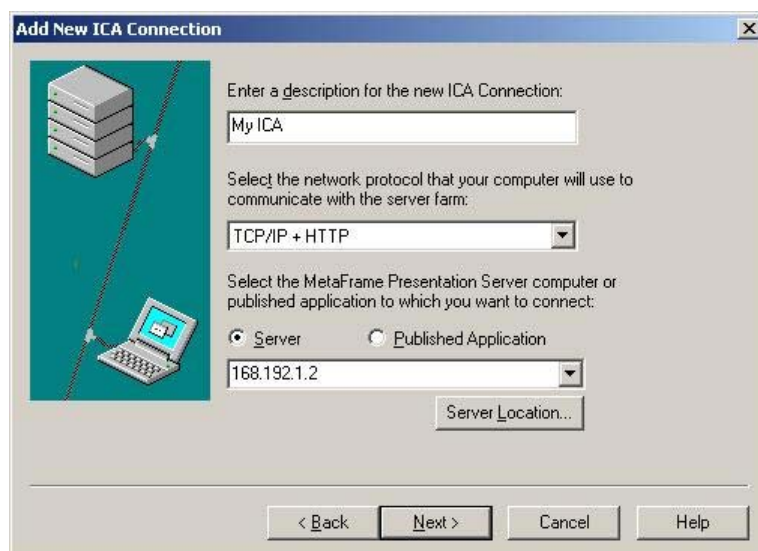 Add New ICA Connection
Enter a description for the new ICA Connection:
My ICA
Select the network protocol that your computer will use to
communicate with the server farm:
TCP/IP + HTTP
Select the MetaFrame Presentation Server computer or
published application to which you want to connect:
Server Published Application
168.192.1.2
Server Location...
< Back Next > Cancel Help